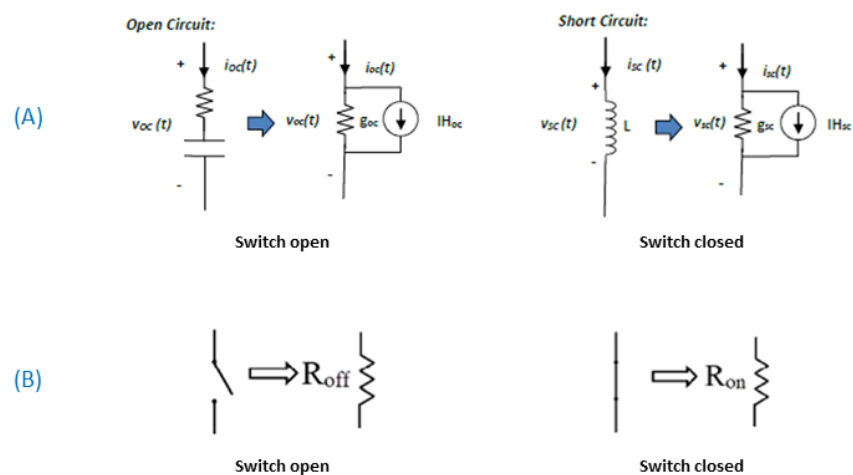 Open Circuit:
Short Circuit:
(A)
+ ioc(t)
+ ioc(t)
voc (t)
voc(t) goc IHoc
-
-
isc (t)
+
+ isc(t)
vsc(t) L
vsc(t) gsc IHsc
-
-
Switch open
Switch closed
(B)
Roff
Ron
Switch open
Switch closed